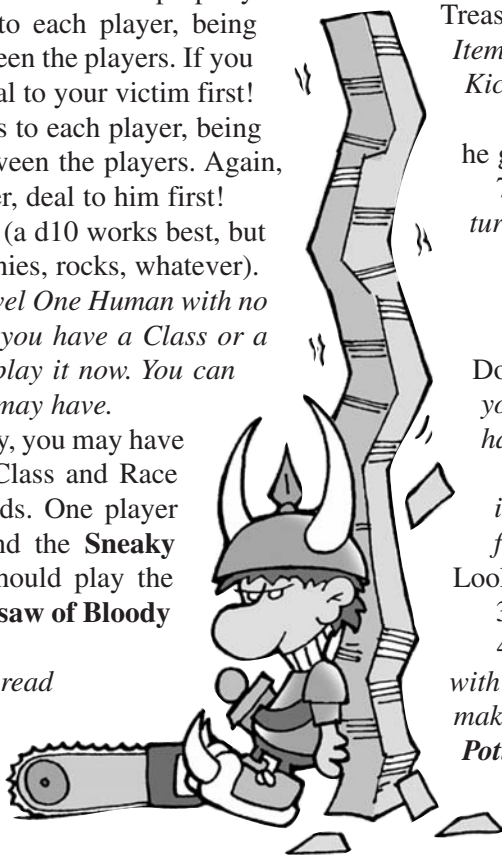 to each player, being
een the players. If you
al to your victim first!
s to each player, being
ween the players. Again,
er, deal to him first!
(a d10 works best, but
nies, rocks, whatever).
vel One Human with no
you have a Class or a
play it now. You can
may have.
y, you may have
Class and Race
ds. One player
nd the Sneaky
hould play the
saw of Bloody
read
Treas
Item
Kic
he g
tur
Do
yo
ha
i
f
Look
3
4
with
mak
Pot